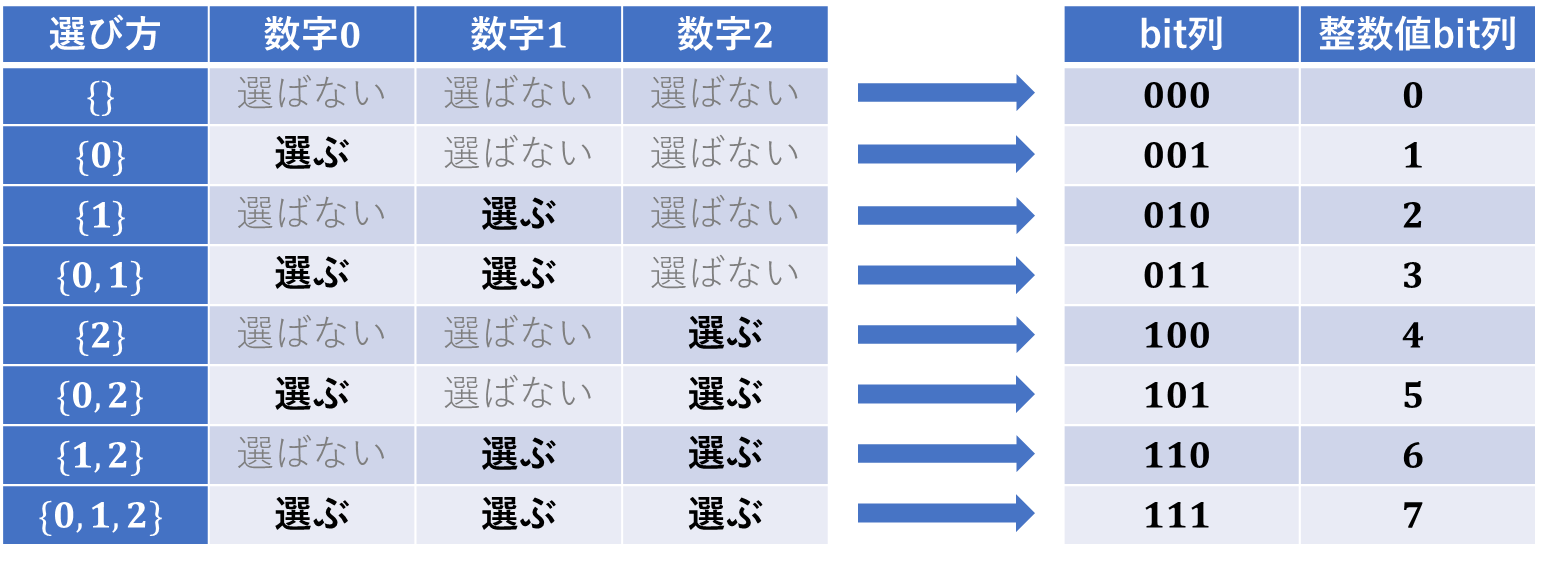 選び方 数字0 数字1 数字2 bit列 整数値bit列
{} 選ばない 選ばない 選ばない 000 0
{0} 選ぶ 選ばない 選ばない 001 1
{1} 選ばない 選ぶ 選ばない 010 2
{0, 1} 選ぶ 選ぶ 選ばない 011 3
{2} 選ばない 選ばない 選ぶ 100 4
{0, 2} 選ぶ 選ばない 選ぶ 101 5
{1, 2} 選ばない 選ぶ 選ぶ 110 6
{0, 1, 2} 選ぶ 選ぶ 選ぶ 111 7